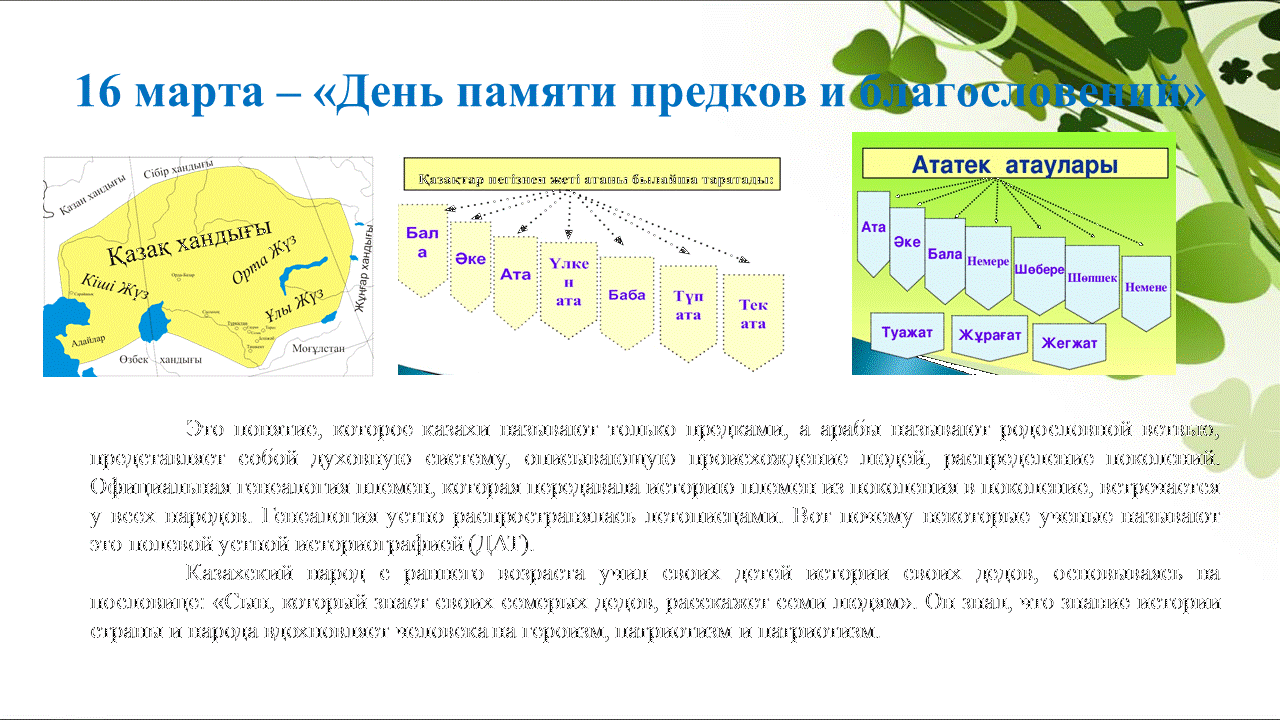 16 марта – «День памяти предков и благословений»
Сібір хандығы
Қазан хандығы
Қазақ хандығы
Орта Жүз
Кіші Жүз
Ұлы Жүз
Жұңғар хандығы
Адайлар
Өзбек хандығы
Моғұлстан
Қазақтар негізінен жеті атаны былайша таратады:
Бал
а
Әке
Ата
Үлке
н
ата
Баба
Түп
ата
Тек
ата
Ататек атаулары
Ата
Әке
Бала
Немере
Шөбере
Шөпшек
Немене
Туажат
Жұрағат
Жегжат
Это понятие, которое казахи называют только предками, а арабы называют родословной ветвью,
представляет собой духовную систему, описывающую происхождение людей, распределение поколений.
Официальная генеалогия племен, которая передавала историю племен из поколения в поколение, встречается
у всех народов. Генеалогия устно распространялась летописцами. Вот почему некоторые ученые называют
это полевой устной историографией (ДАТ).
Казахский народ с раннего возраста учил своих детей истории своих дедов, основываясь на
пословице: «Сын, который знает своих семерых дедов, расскажет семи людям». Он знал, что знание истории
страны и народа вдохновляет человека на героизм, патриотизм и патриотизм.